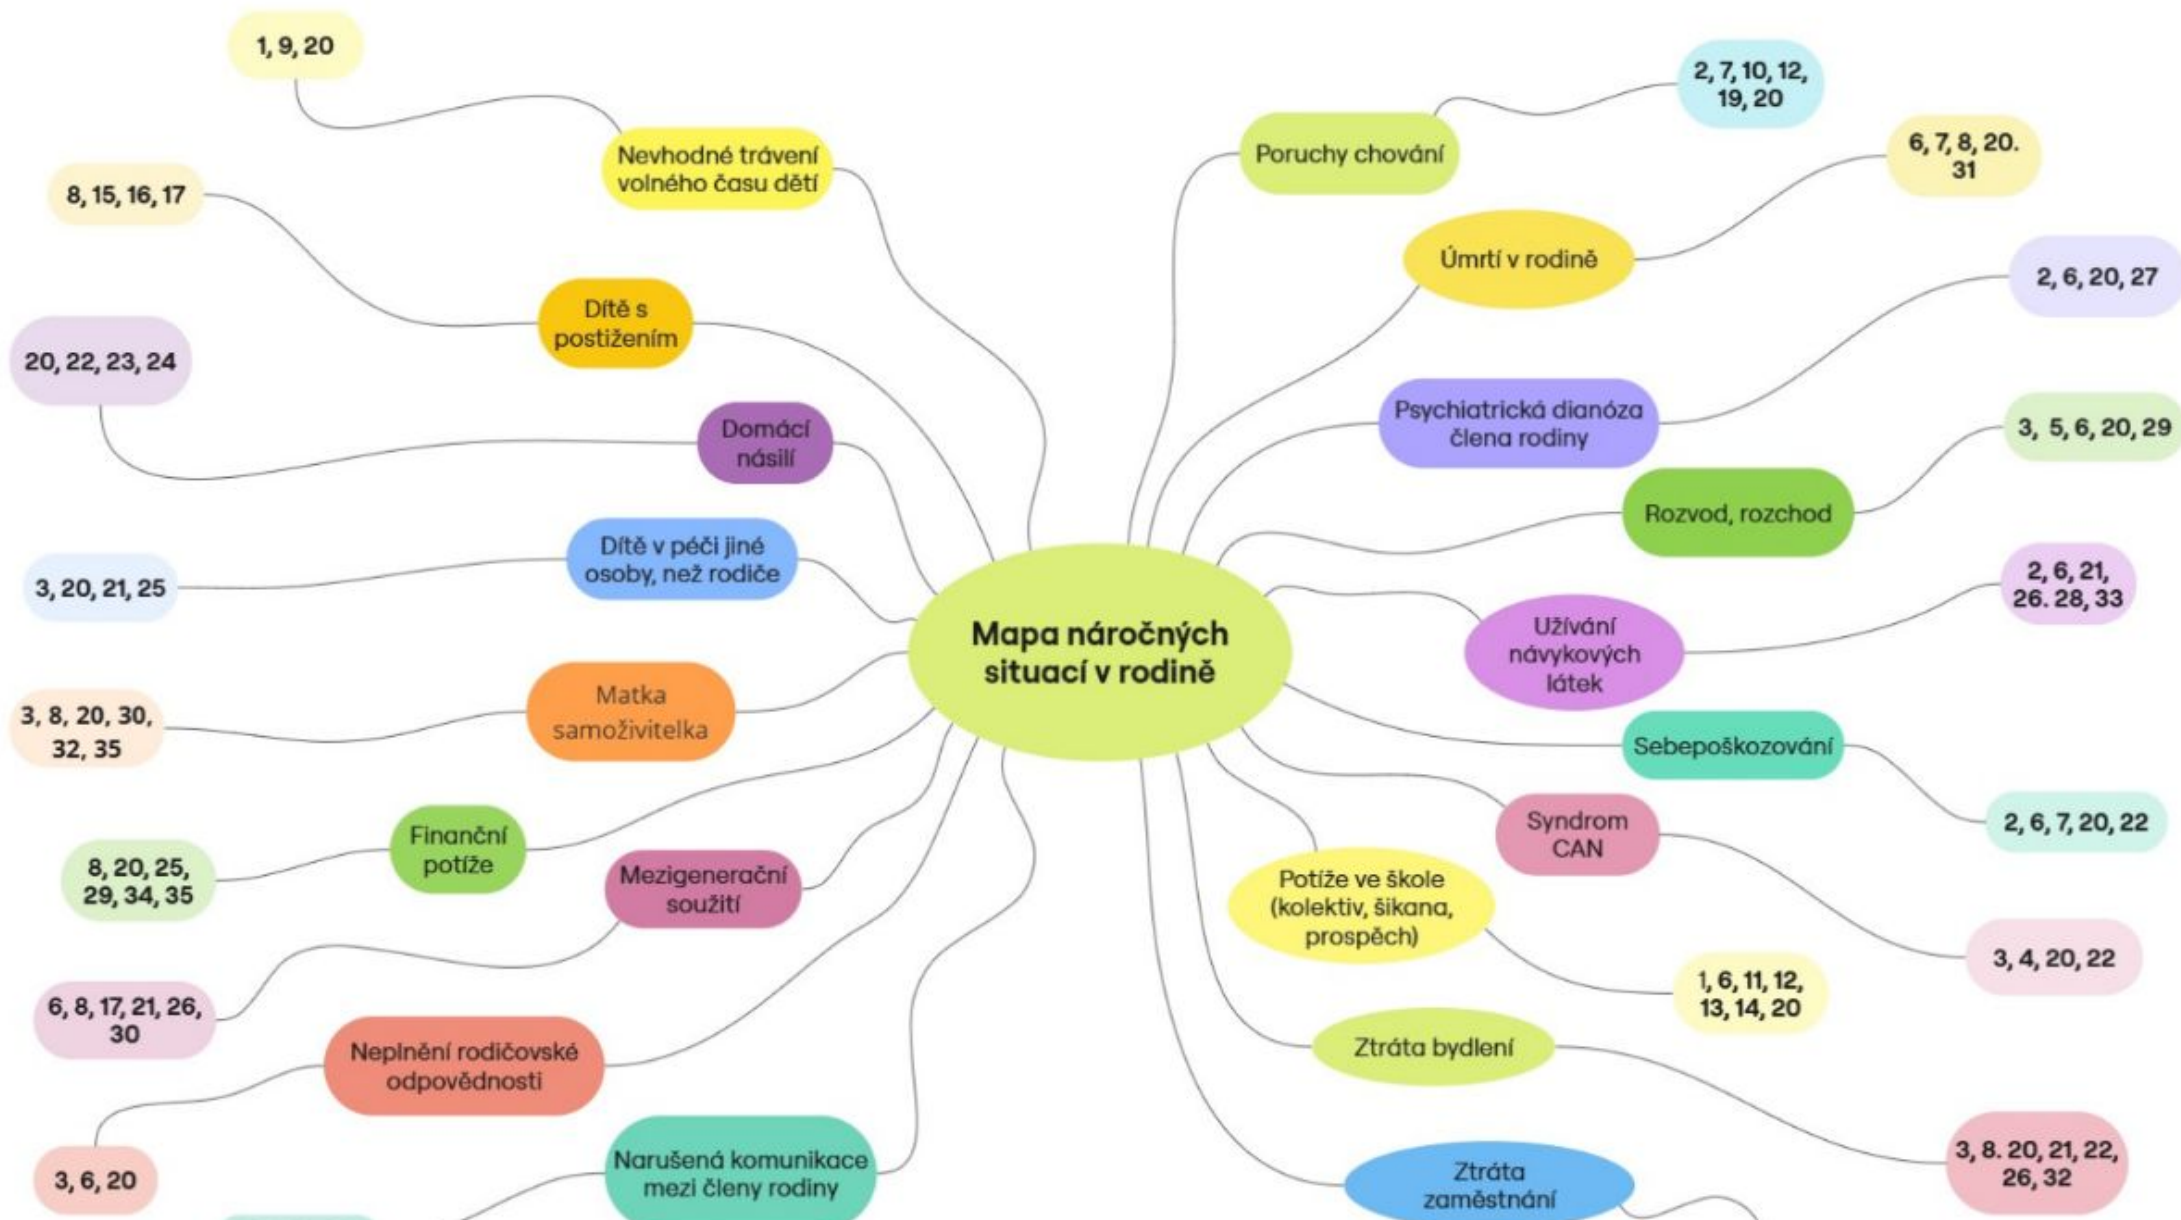 1, 9, 20
Nevhodné trávení
volného času dětí
8, 15, 16, 17
Dítě s
postižením
20, 22, 23, 24
Domácí
násilí
Dítě v péči jiné
osoby, než rodiče
3, 20, 21, 25
Matka
samoživitelka
3, 8, 20, 30,
32, 35
Finanční
potíže
8, 20, 25,
29, 34, 35
Mezigenerační
soužití
6, 8, 17, 21, 26,
30
Neplnění rodičovské
odpovědnosti
3, 6, 20
Narušená komunikace
mezi členy rodiny
Mapa náročných
situací v rodině
Poruchy chování
2, 7, 10, 12,
19, 20
Úmrtí v rodině
6, 7, 8, 20.
31
Psychiatrická dianóza
člena rodiny
2, 6, 20, 27
Rozvod, rozchod
3, 5, 6, 20, 29
Užívání
návykových
látek
2, 6, 21,
26. 28, 33
Sebepoškozování
2, 6, 7, 20, 22
Syndrom
CAN
3, 4, 20, 22
Potíže ve škole
(kolektiv, šikana,
prospěch)
1, 6, 11, 12,
13, 14, 20
Ztráta bydlení
3, 8. 20, 21, 22,
26, 32
Ztráta
zaměstnání